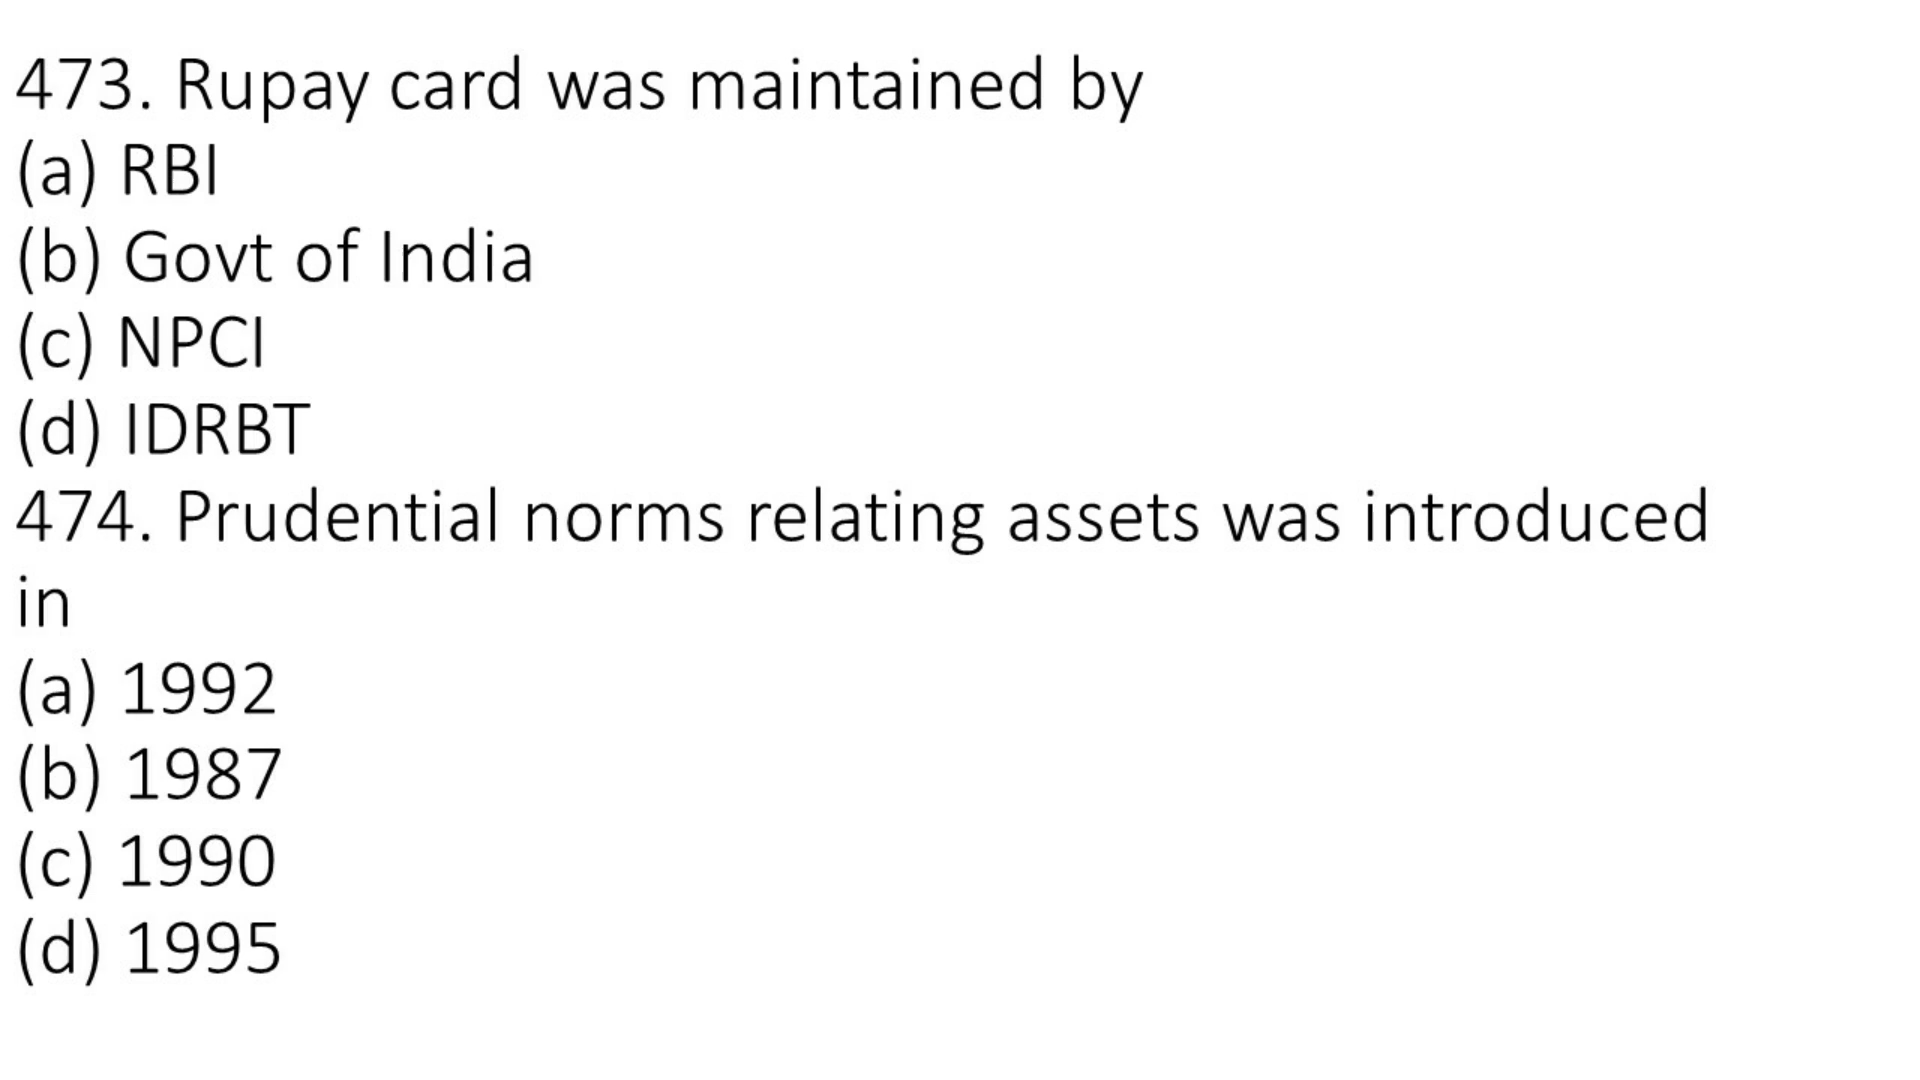 473. Rupay card was maintained by
(a) RBI
(b) Govt of India
(c) NPCI
(d) IDRBT
474. Prudential norms relating assets was introduced
in
(a) 1992
(b) 1987
(c) 1990
(d) 1995